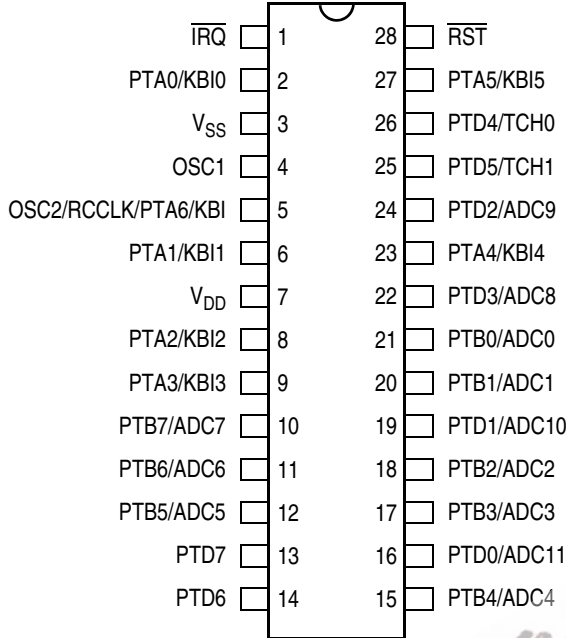 IRQ 1 28 RST
PTA0/KBI0 2 27 PTA5/KBI5
VSS 3 26 PTD4/TCH0
OSC1 4 25 PTD5/TCH1
OSC2/RCCLK/PTA6/KBI 5 24 PTD2/ADC9
PTA1/KBI1 6 23 PTA4/KBI4
VDD 7 22 PTD3/ADC8
PTA2/KBI2 8 21 PTB0/ADC0
PTA3/KBI3 9 20 PTB1/ADC1
PTB7/ADC7 10 19 PTD1/ADC10
PTB6/ADC6 11 18 PTB2/ADC2
PTB5/ADC5 12 17 PTB3/ADC3
PTD7 13 16 PTD0/ADC11
PTD6 14 15 PTB4/ADC4